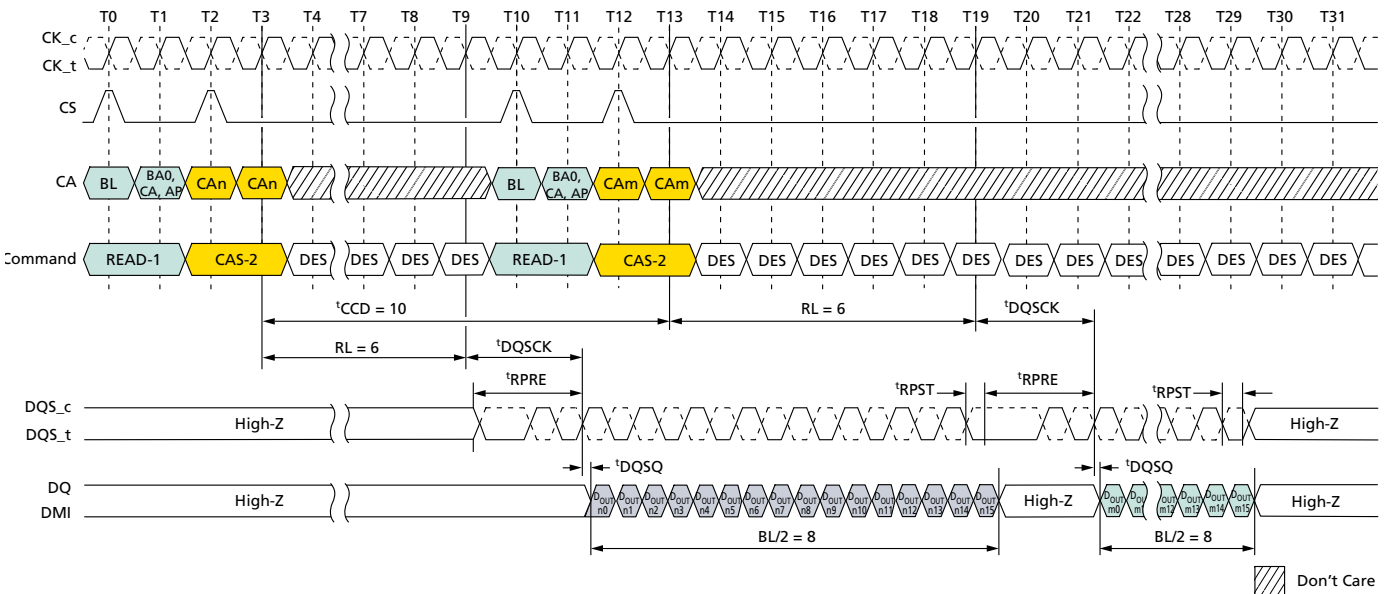 T0 T1 T2 T3 T4 T7 T8 T9 T10 T11 T12 T13 T14 T15 T16 T17 T18 T19 T20 T21 T22 T28 T29 T30 T31
CK_c
CK_t
CS
CA BL BA0, CA, AP CAn CAn BL BA0, CA, AP CAm CAm
Command READ-1 CAS-2 DES DES DES DES READ-1 CAS-2 DES DES DES DES DES DES DES DES DES DES DES DES DES
tCCD = 10 RL = 6 tDQSCK
RL = 6 tDQSCK
tRPRE tRPST tRPRE tRPST
DQS_c
DQS_t
High-Z High-Z
tDQSQ tDQSQ
DQ
DMI
High-Z DOUT n0 DOUT n1 DOUT n2 DOUT n3 DOUT n4 DOUT n5 DOUT n6 DOUT n7 DOUT n8 DOUT n9 DOUT n10 DOUT n11 DOUT n12 DOUT n13 DOUT n14 DOUT n15 High-Z DOUT m0 DOUT m1 DOUT m12 DOUT m13 DOUT m14 DOUT m15 High-Z
BL/2 = 8 BL/2 = 8
Don't Care